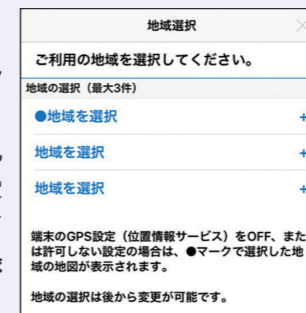 地域選択
ご利用の地域を選択してください。
地域の選択（最大3件）
●地域を選択 +
地域を選択 +
地域を選択 +
端末のGPS設定（位置情報サービス）をOFF、また
は許可しない設定の場合は、●マークで選択した地
域の地図が表示されます。
地域の選択は後から変更が可能です。